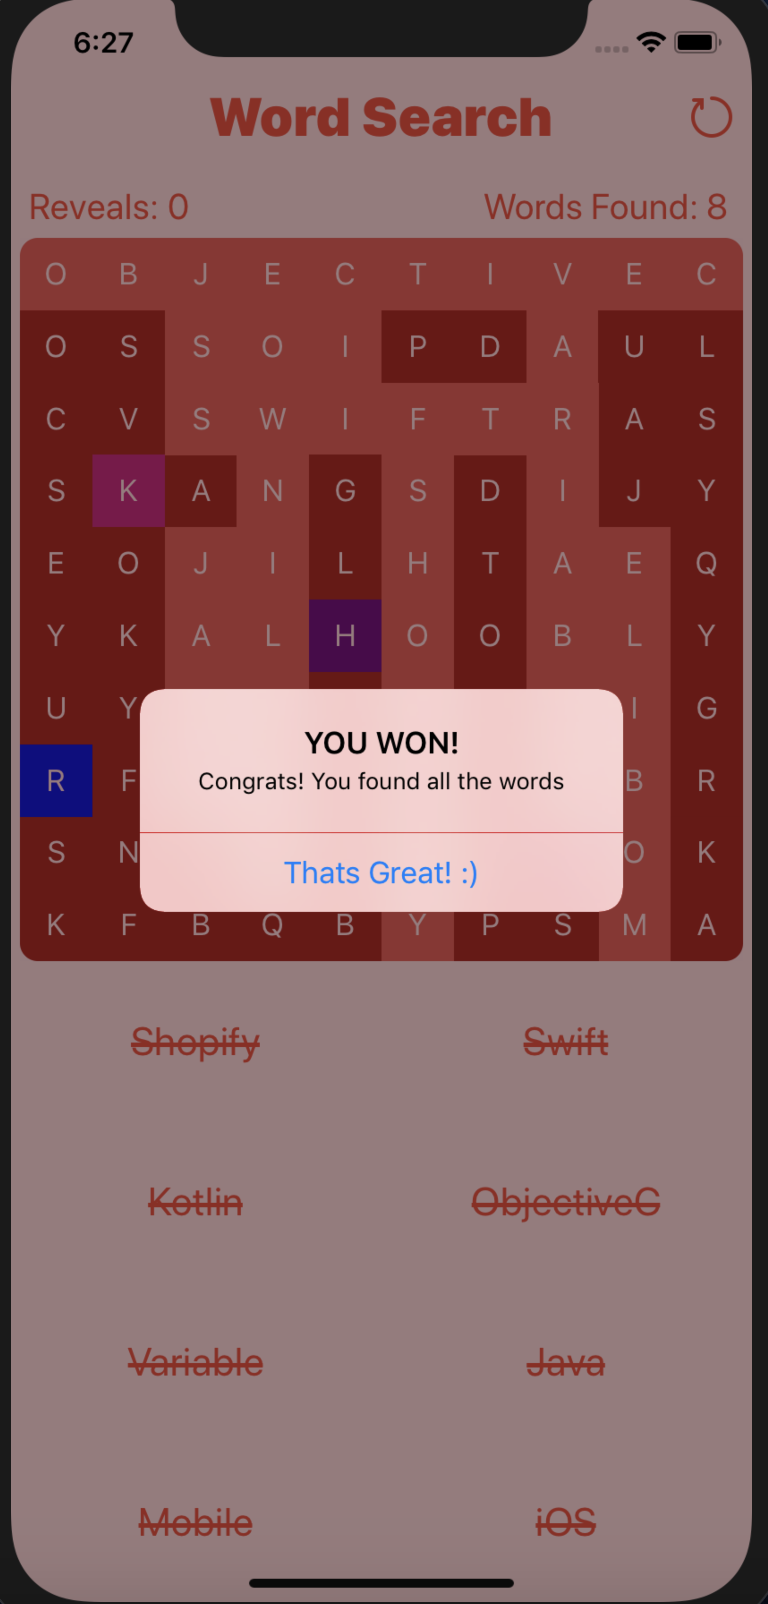 6:27
Word Search
Reveals: 0 Words Found: 8
O B J E C T I V E C
O S S O I P D A U L
C V S W I F T R A S
S K A N G S D I J Y
E O J I L H T A E Q
Y K A L H O O B L Y
U Y I G
R F B R
S N O K
K F B Q B Y P S M A
YOU WON!
Congrats! You found all the words
Thats Great! :)
Shopify Swift
Kotlin ObjectiveC
Variable Java
Mobile iOS